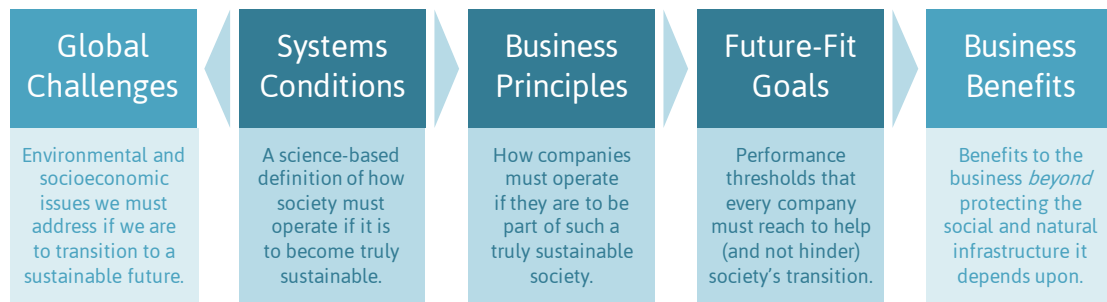 Global
Challenges
Environmental and
socioeconomic
issues we must
address if we are
to transition to a
sustainable future.
Systems
Conditions
A science-based
definition of how
society must
operate if it is
to become truly
sustainable.
Business
Principles
How companies
must operate
if they are to be
part of such a
truly sustainable
society.
Future-Fit
Goals
Performance
thresholds that
every company
must reach to help
(and not hinder)
society's transition.
Business
Benefits
Benefits to the
business beyond
protecting the
social and natural
infrastructure it
depends upon.